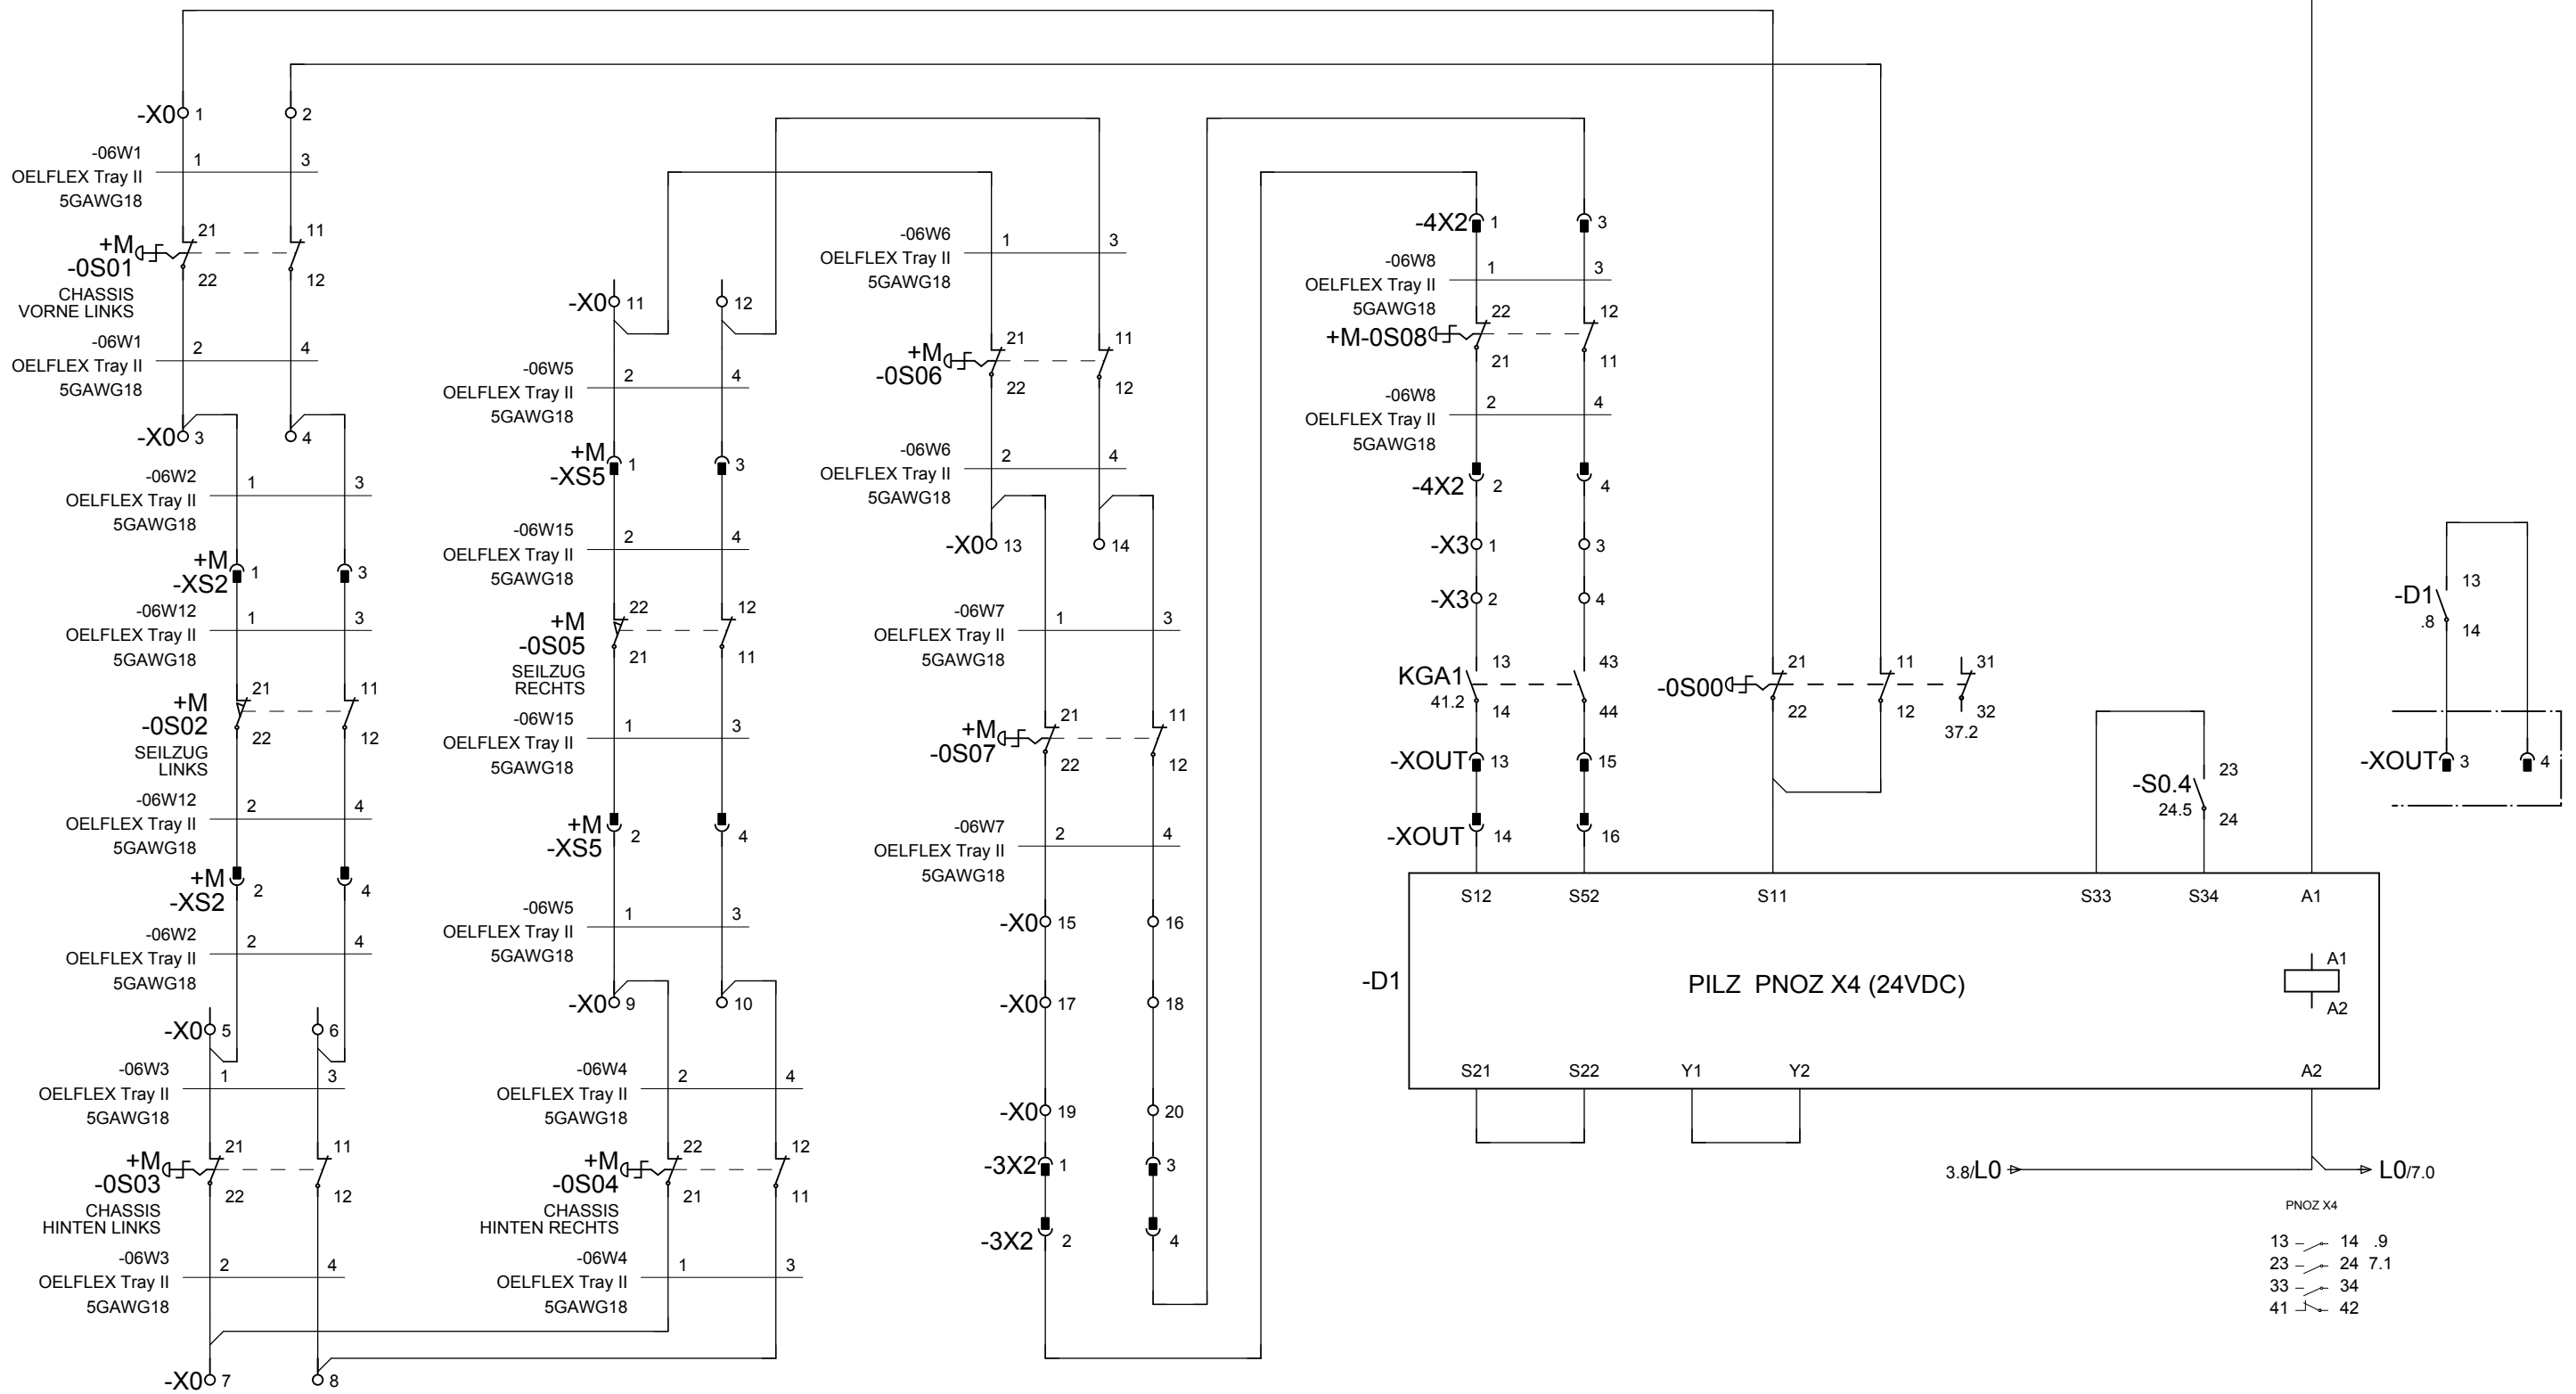 -X0 1 2
-06W1 1 3
OELFLEX Tray II
5GAWG18
+M 21 11
-0S01 22 12
CHASSIS
VORNE LINKS
-06W1 2 4
OELFLEX Tray II
5GAWG18
-X0 3 4
-06W2 1 3
OELFLEX Tray II
5GAWG18
+M
-XS2 1 3
-06W12 1 3
OELFLEX Tray II
5GAWG18
+M 21 11
-0S02 22 12
SEILZUG
LINKS
-06W12 2 4
OELFLEX Tray II
5GAWG18
+M
-XS2 2 4
-06W2 2 4
OELFLEX Tray II
5GAWG18
-X0 5 6
-06W3 1 3
OELFLEX Tray II
5GAWG18
+M 21 11
-0S03 22 12
CHASSIS
HINTEN LINKS
-06W3 2 4
OELFLEX Tray II
5GAWG18
-X0 7 8
-X0 11 12
-06W5 2 4
OELFLEX Tray II
5GAWG18
+M
-XS5 1 3
-06W15 2 4
OELFLEX Tray II
5GAWG18
+M 22 12
-0S05 21 11
SEILZUG
RECHTS
-06W15 1 3
OELFLEX Tray II
5GAWG18
+M
-XS5 2 4
-06W5 1 3
OELFLEX Tray II
5GAWG18
-X0 9 10
-06W4 2 4
OELFLEX Tray II
5GAWG18
+M 22 12
-0S04 21 11
CHASSIS
HINTEN RECHTS
-06W4 1 3
OELFLEX Tray II
5GAWG18
-06W6 1 3
OELFLEX Tray II
5GAWG18
+M 21 11
-0S06 22 12
-06W6 2 4
OELFLEX Tray II
5GAWG18
-X0 13 14
-06W7 1 3
OELFLEX Tray II
5GAWG18
+M 21 11
-0S07 22 12
-06W7 2 4
OELFLEX Tray II
5GAWG18
-X0 15 16
-X0 17 18
-X0 19 20
-3X2 1 3
-3X2 2 4
-4X2 1 3
-06W8 1 3
OELFLEX Tray II
5GAWG18
22 12
+M-0S08
21 11
-06W8 2 4
OELFLEX Tray II
5GAWG18
-4X2 2 4
-X3 1 3
-X3 2 4
KGA1 13 43
41.2 14 44
-XOUT 13 15
-XOUT 14 16
-0S00 21 11 31
22 12 32
37.2
-S0.4 23
24.5 24
-D1 13
.8 14
-XOUT 3 4
S12 S52 S11 S33 S34 A1
-D1
PILZ PNOZ X4 (24VDC)
A1
A2
S21 S22 Y1 Y2 A2
3.8/L0
L0/7.0
PNOZ X4
13 14 .9
23 24 7.1
33 34
41 42